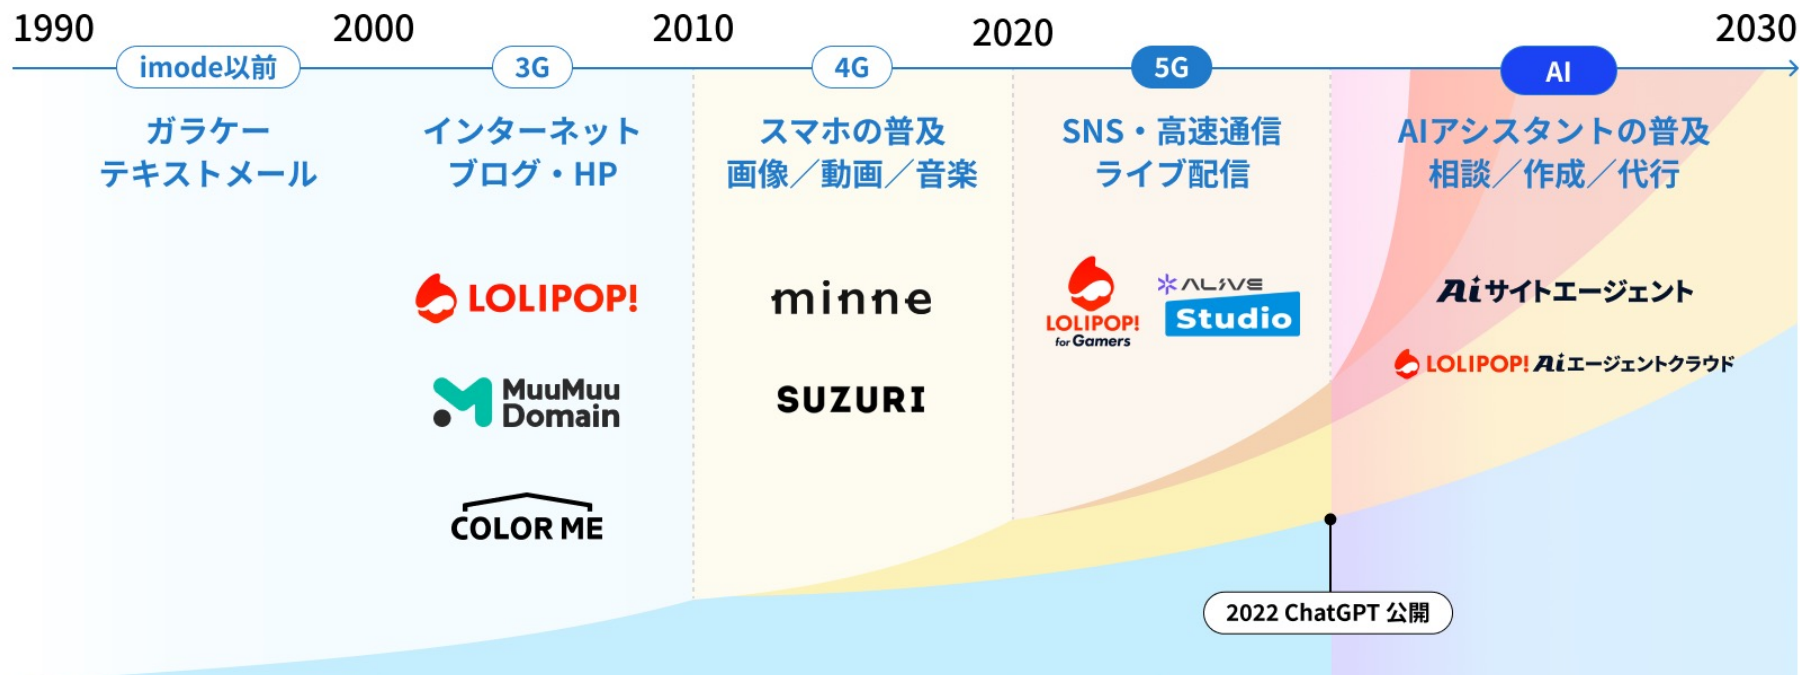 1990
2000
2010
2020
2030
imode以前
3G
4G
5G
AI
ガラケー
テキストメール
インターネット
ブログ・HP
スマホの普及
画像／動画／音楽
SNS・高速通信
ライブ配信
AIアシスタントの普及
相談／作成／代行
LOLIPOP!
MuuMuu
Domain
COLOR ME
minne
SUZURI
LOLIPOP!
for Gamers
ALIVE
Studio
Aiサイトエージェント
LOLIPOP! Aiエージェントクラウド
2022 ChatGPT 公開